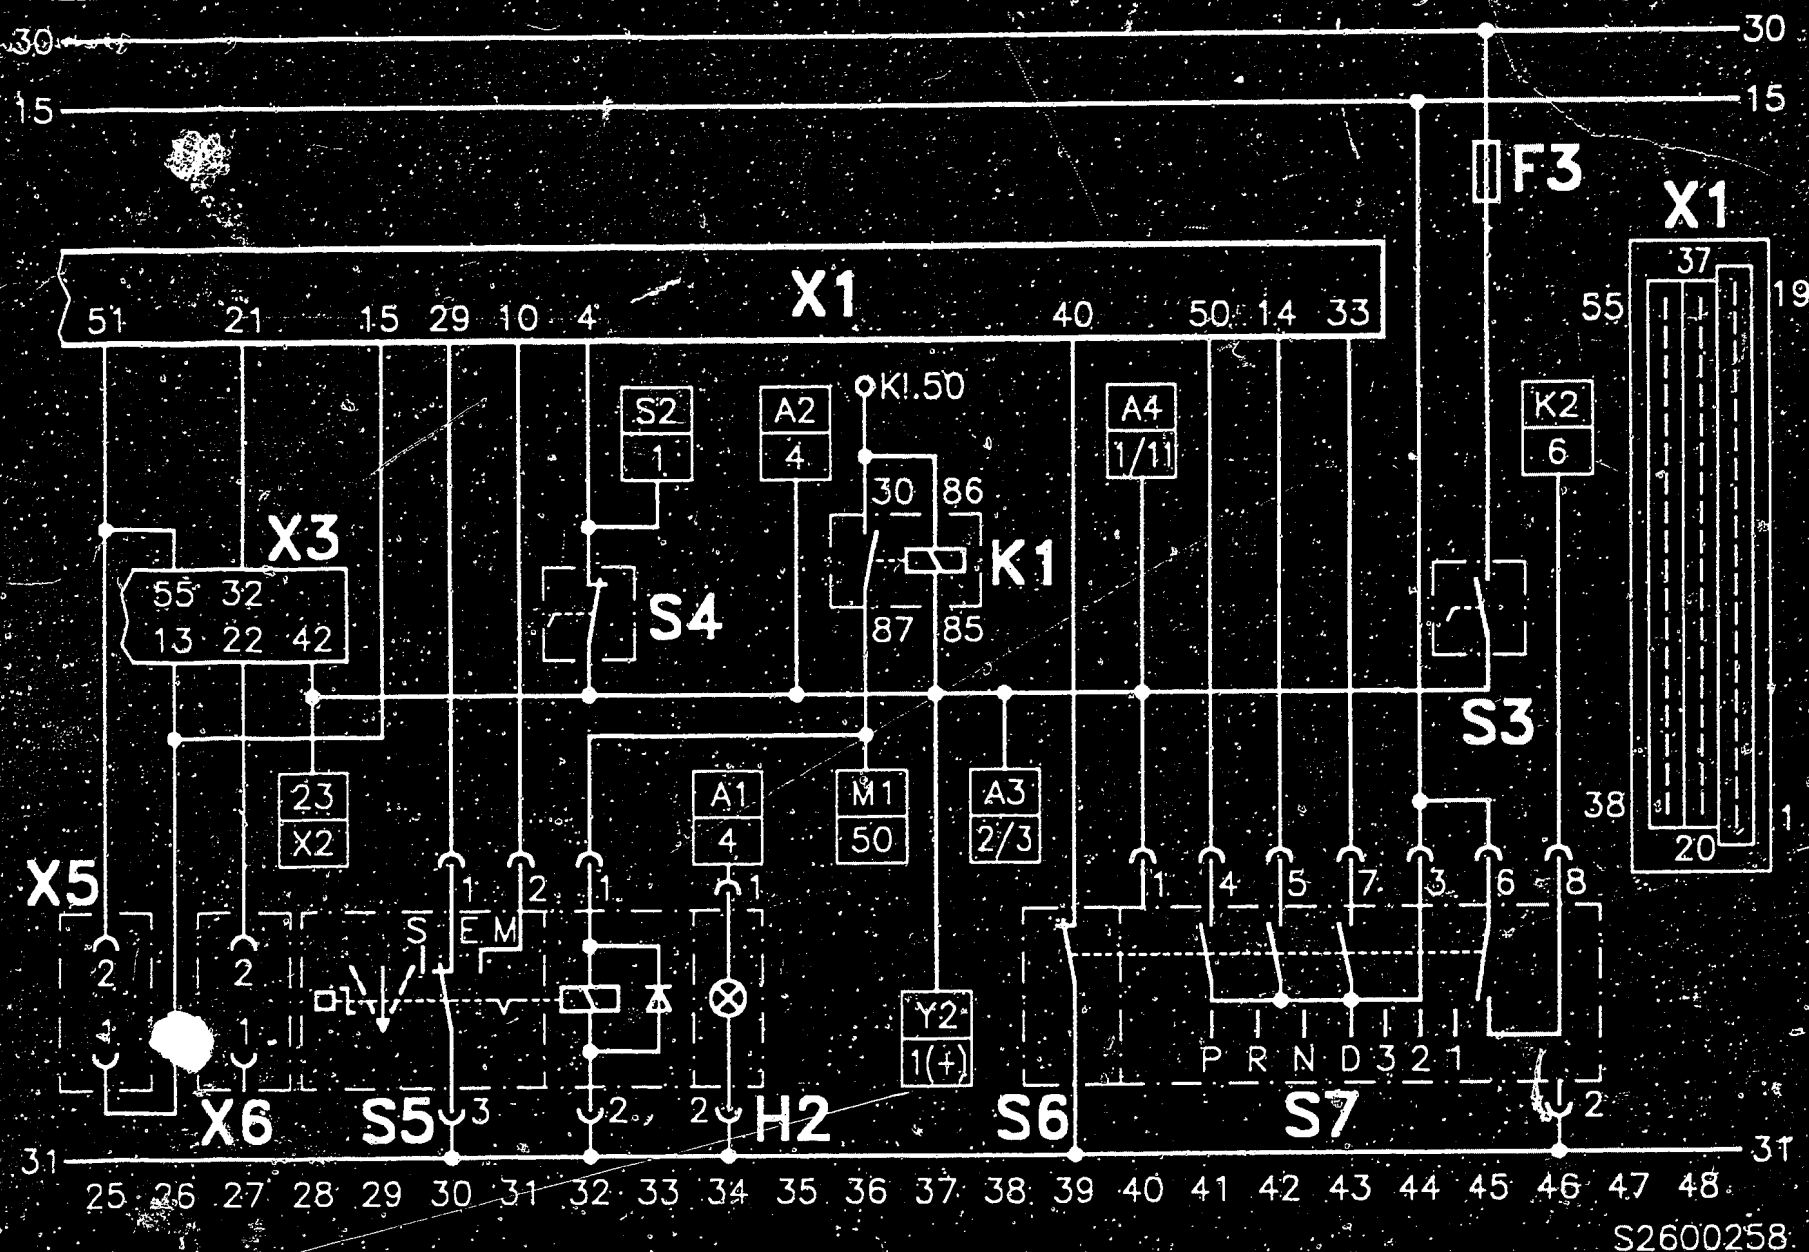 30 30
15 15
F3
X1
37
55 19
51 21 15 29 10 4 X1 40 50 14 33
S2 A2 Kl.50 A4 K2
1 4 1/11 6
30 86
X3 K1
55 32 S4
13 22 42 87 85
S3
23 A1 M1 A3 38 1
X2 4 50 2/3 20
X5 1 2 1 1 1 4 5 7 3 6 8
S E M
2 2
1 1 Y2
1(+) P R N D 3 2 1
X6 S5 3 2 2 H2 S6 S7 2
31 31
25 26 27 28 29 30 31 32 33 34 35 36 37 38 39 40 41 42 43 44 45 46 47 48
S2600258